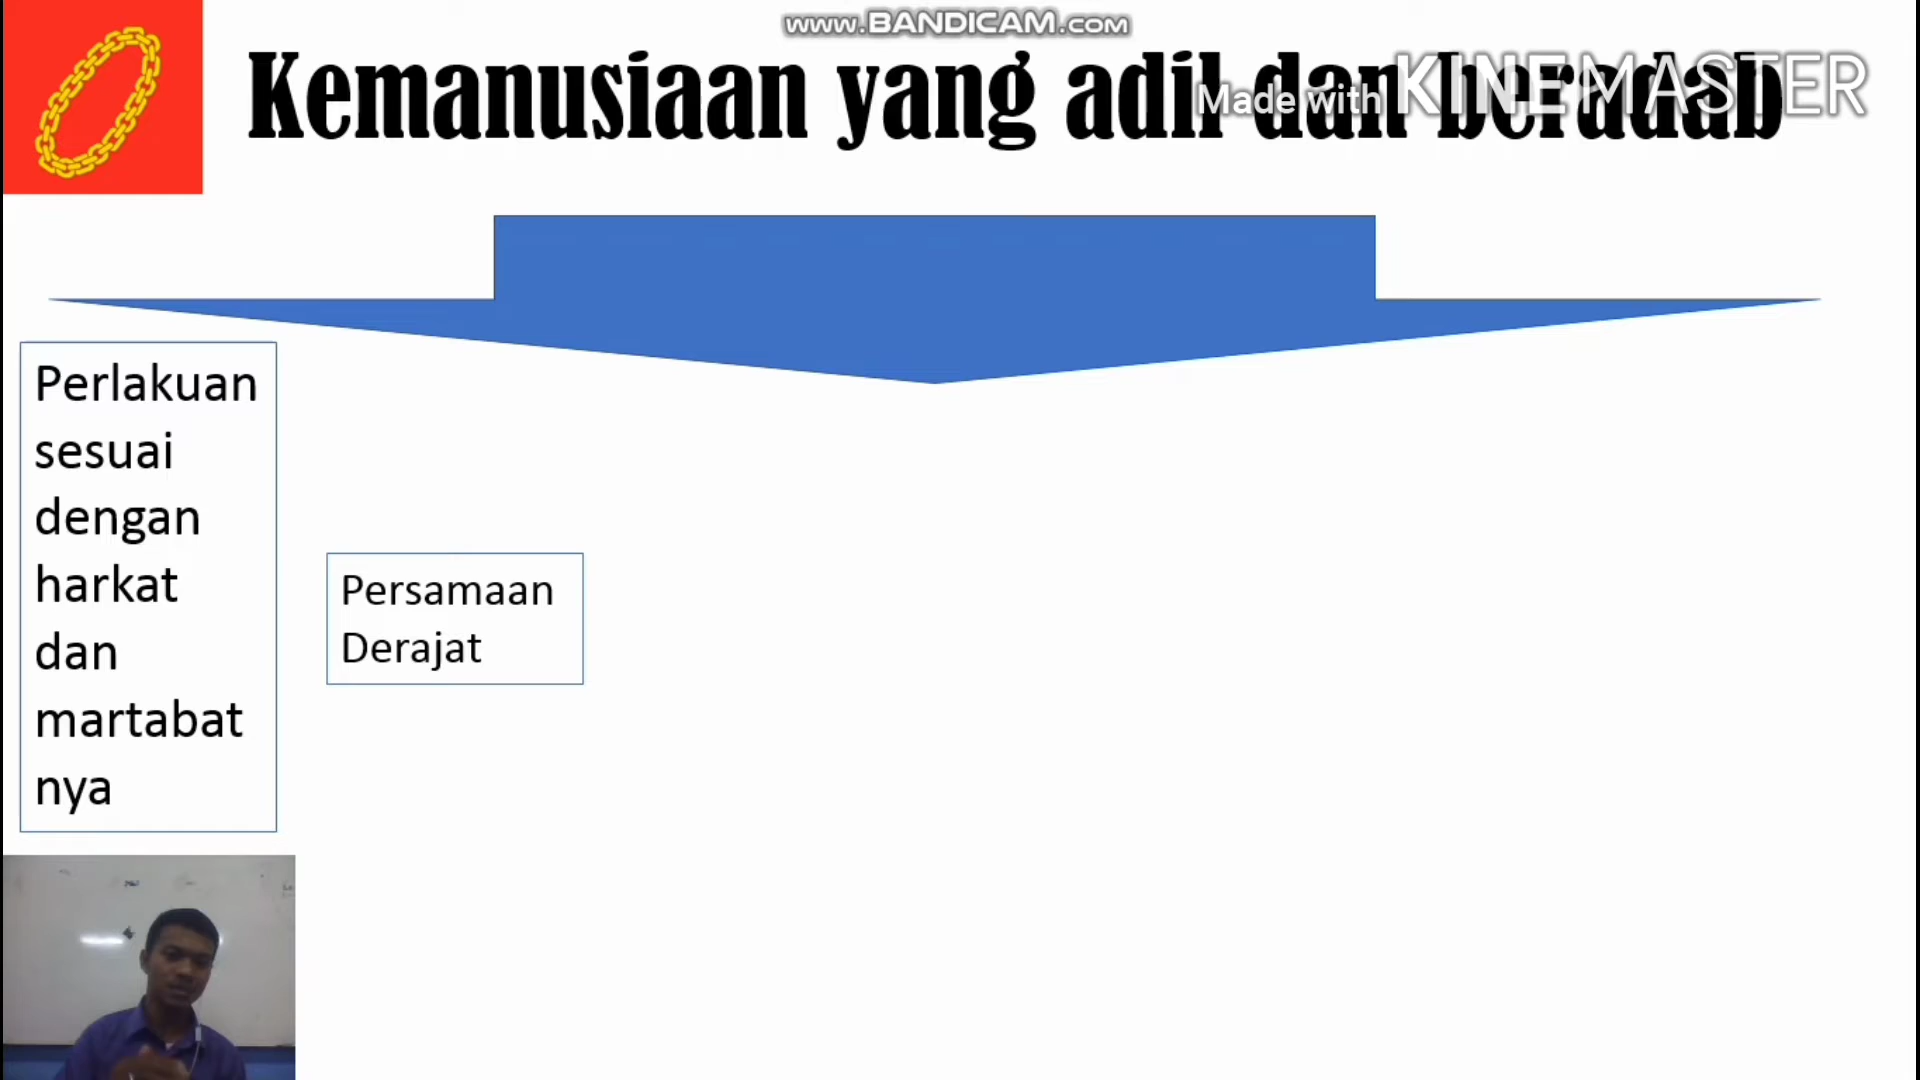 www.BANDICAM.com
Kemanusiaan yang adil dan beradab
Made with KINEMASTER
Perlakuan
sesuai
dengan
harkat
dan
martabat
nya
Persamaan
Derajat